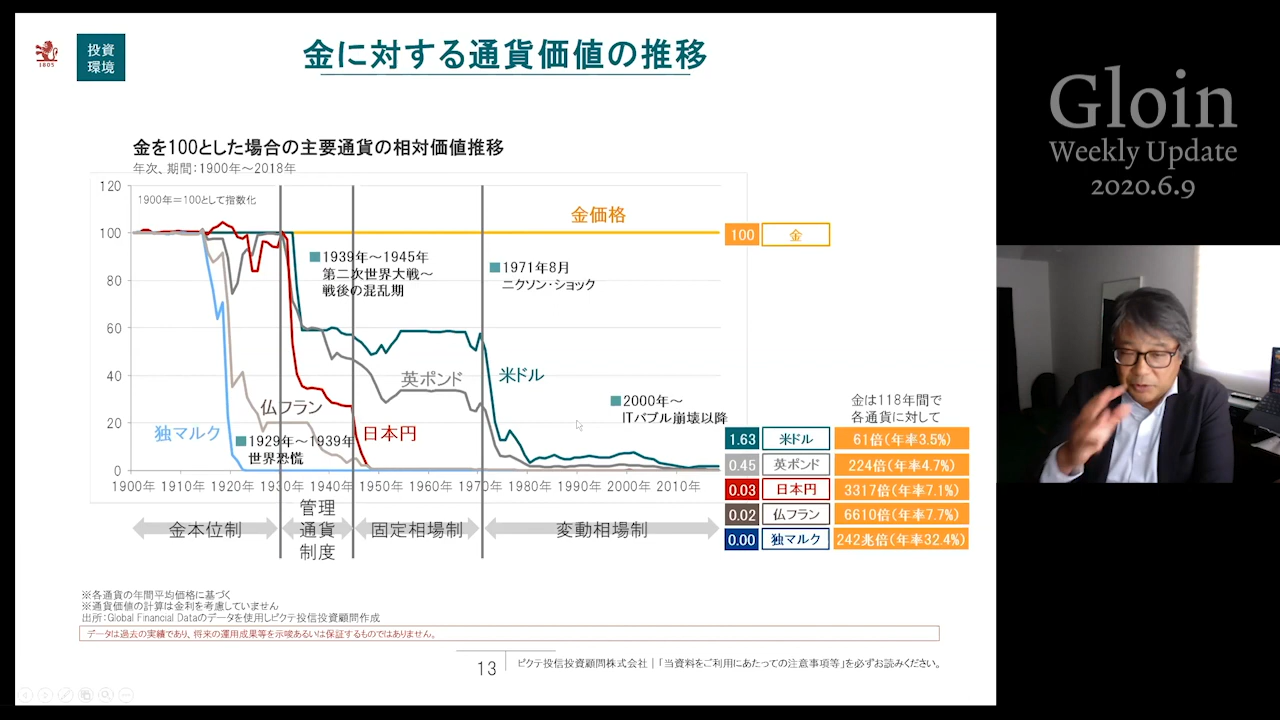 1805
投資
環境
金に対する通貨価値の推移
Gloin
Weekly Update
2020.6.9
金を100とした場合の主要通貨の相対価値推移
年次、期間：1900年～2018年
120
100
80
60
40
20
0
1900年＝100として指数化
金価格
100 金
1939年～1945年
第二次世界大戦～
戦後の混乱期
1971年8月
ニクソン・ショック
米ドル
英ポンド
仏フラン
独マルク
日本円
1929年～1939年
世界恐慌
2000年～
ITバブル崩壊以降
金は118年間で
各通貨に対して
1.63 米ドル 61倍（年率3.5%）
0.45 英ポンド 224倍（年率4.7%）
0.03 日本円 3317倍（年率7.1%）
0.02 仏フラン 6610倍（年率7.7%）
0.00 独マルク 242兆倍（年率32.4%）
1900年 1910年 1920年 1930年 1940年 1950年 1960年 1970年 1980年 1990年 2000年 2010年
金本位制
管理
通貨
制度
固定相場制
変動相場制
※各通貨の年間平均価格に基づく
※通貨価値の計算は金利を考慮していません
出所：Global Financial Dataのデータを使用しピクテ投信投資顧問作成
データは過去の実績であり、将来の運用成果等を示唆あるいは保証するものではありません。
13
ピクテ投信投資顧問株式会社｜「当資料をご利用にあたっての注意事項等」を必ずお読みください。